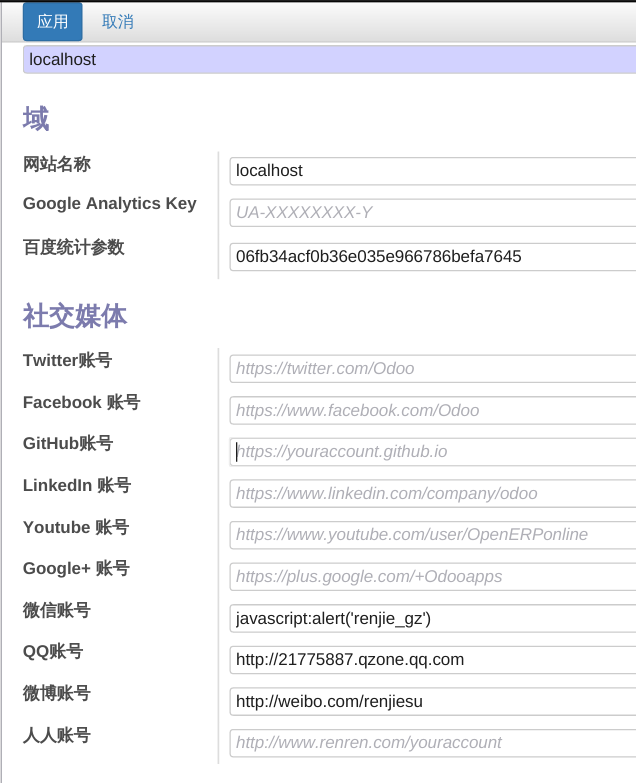 应用 取消
localhost
域
网站名称 localhost
Google Analytics Key UA-XXXXXXXX-Y
百度统计参数 06fb34acf0b36e035e966786befa7645
社交媒体
Twitter账号 https://twitter.com/Odoo
Facebook 账号 https://www.facebook.com/Odoo
GitHub账号 https://youraccount.github.io
LinkedIn 账号 https://www.linkedin.com/company/odoo
Youtube 账号 https://www.youtube.com/user/OpenERPonline
Google+ 账号 https://plus.google.com/+Odooapps
微信账号 javascript:alert('renjie_gz')
QQ账号 http://21775887.qzone.qq.com
微博账号 http://weibo.com/renjiesu
人人账号 http://www.renren.com/youraccount